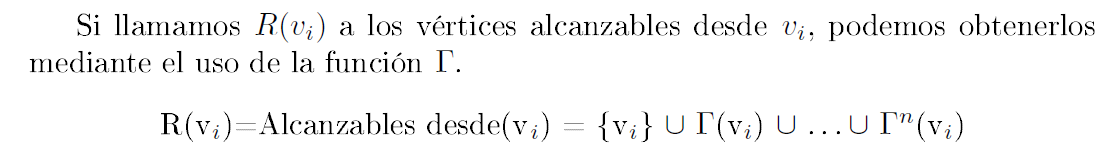 Si llamamos R(vᵢ) a los vértices alcanzables desde vᵢ, podemos obtenerlos
mediante el uso de la función Γ.
R(vᵢ)=Alcanzables desde(vᵢ) = {vᵢ} ∪ Γ(vᵢ) ∪ ...∪ Γⁿ(vᵢ)